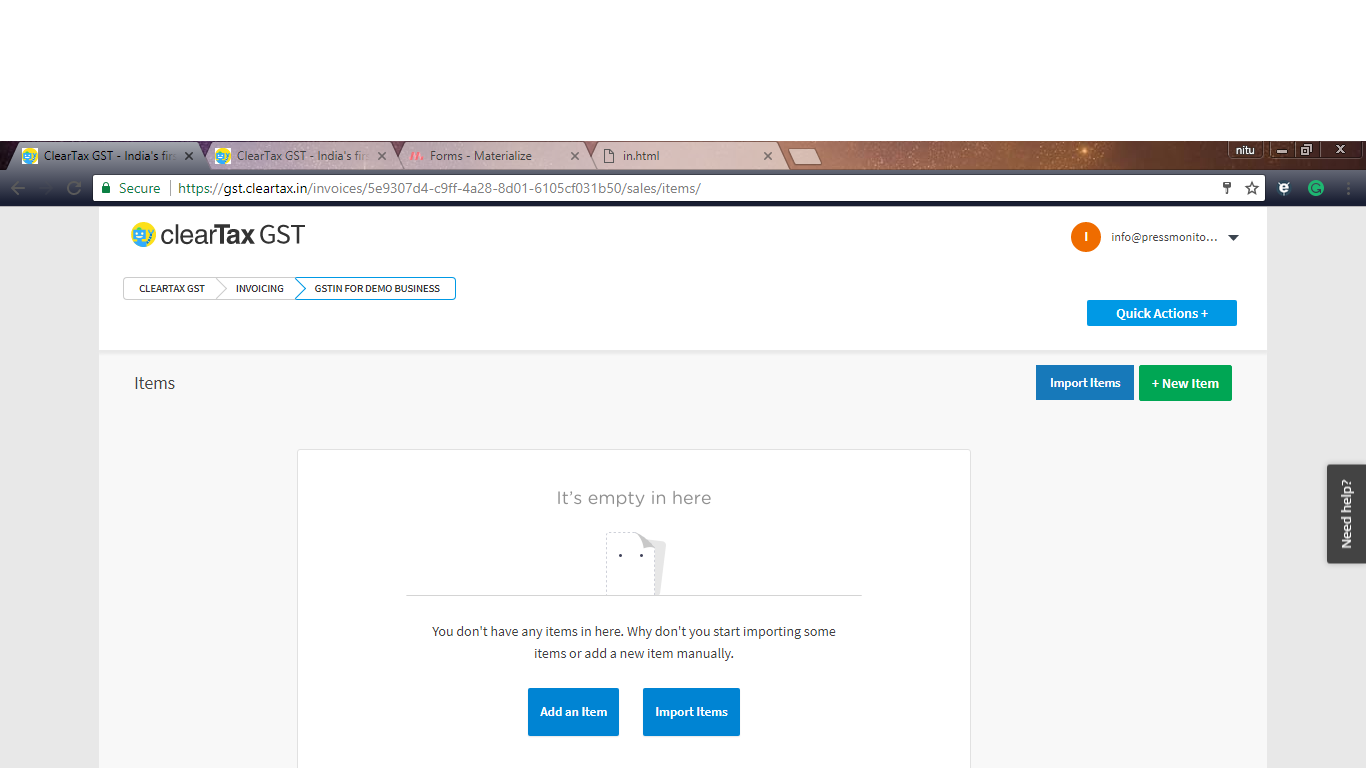 ClearTax GST - India's fir
ClearTax GST - India's fir
Forms - Materialize
in.html
nitu
Secure
https://gst.cleartax.in/invoices/5e9307d4-c9ff-4a28-8d01-6105cf031b50/sales/items/
clearTax GST
I
info@pressmonito...
CLEARTAX GST
INVOICING
GSTIN FOR DEMO BUSINESS
Quick Actions +
Items
Import Items
+ New Item
It's empty in here
Need help?
You don't have any items in here. Why don't you start importing some
items or add a new item manually.
Add an Item
Import Items